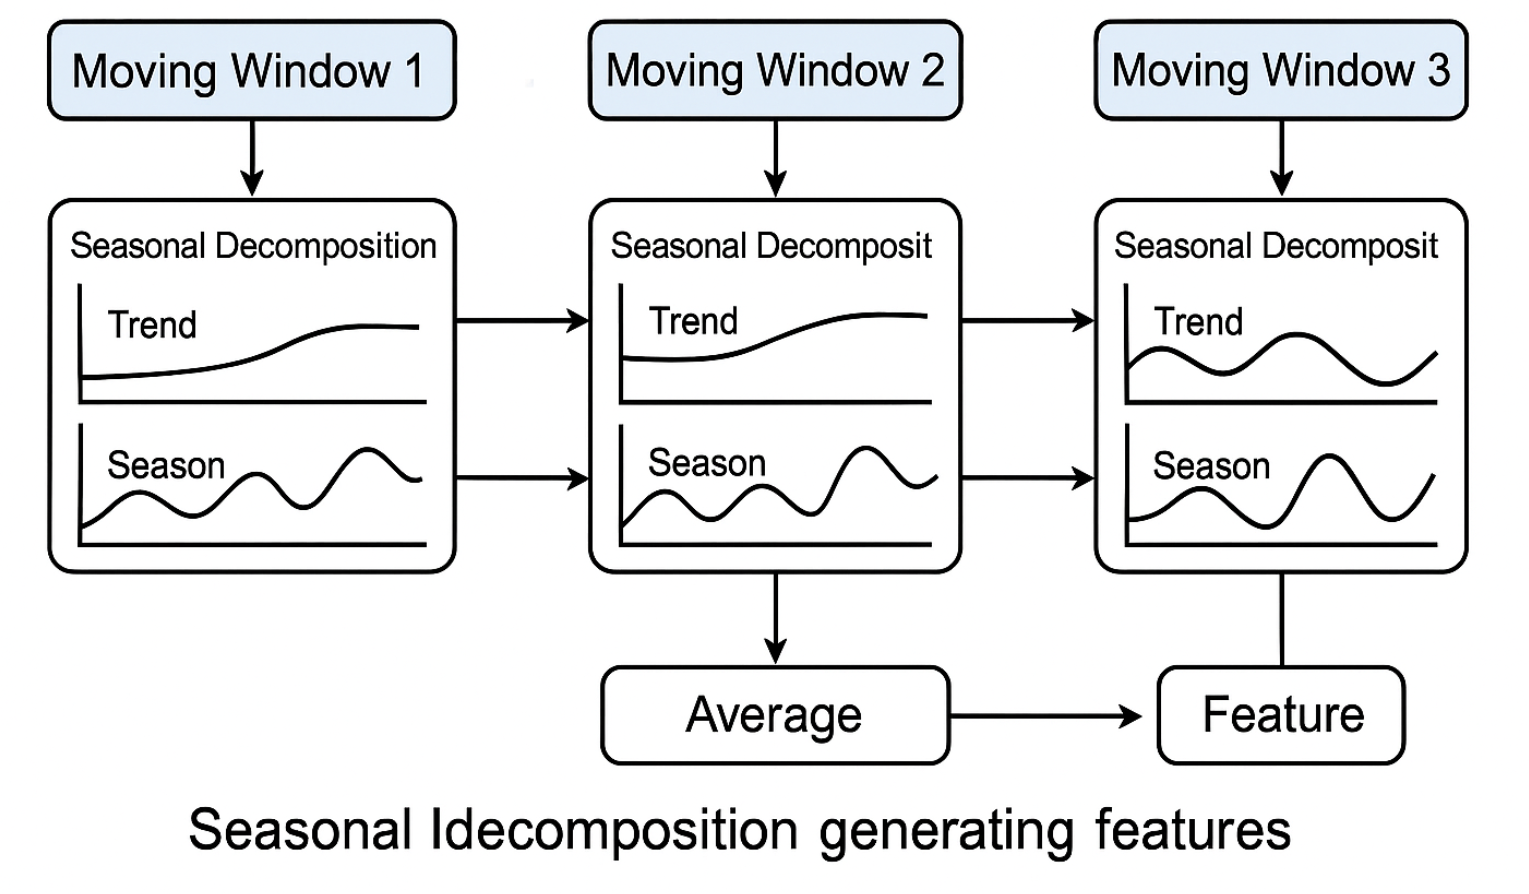 Moving Window 1
Moving Window 2
Moving Window 3
Seasonal Decomposition
Trend
Season
Seasonal Decomposit
Trend
Season
Seasonal Decomposit
Trend
Season
Average
Feature
Seasonal Idecomposition generating features